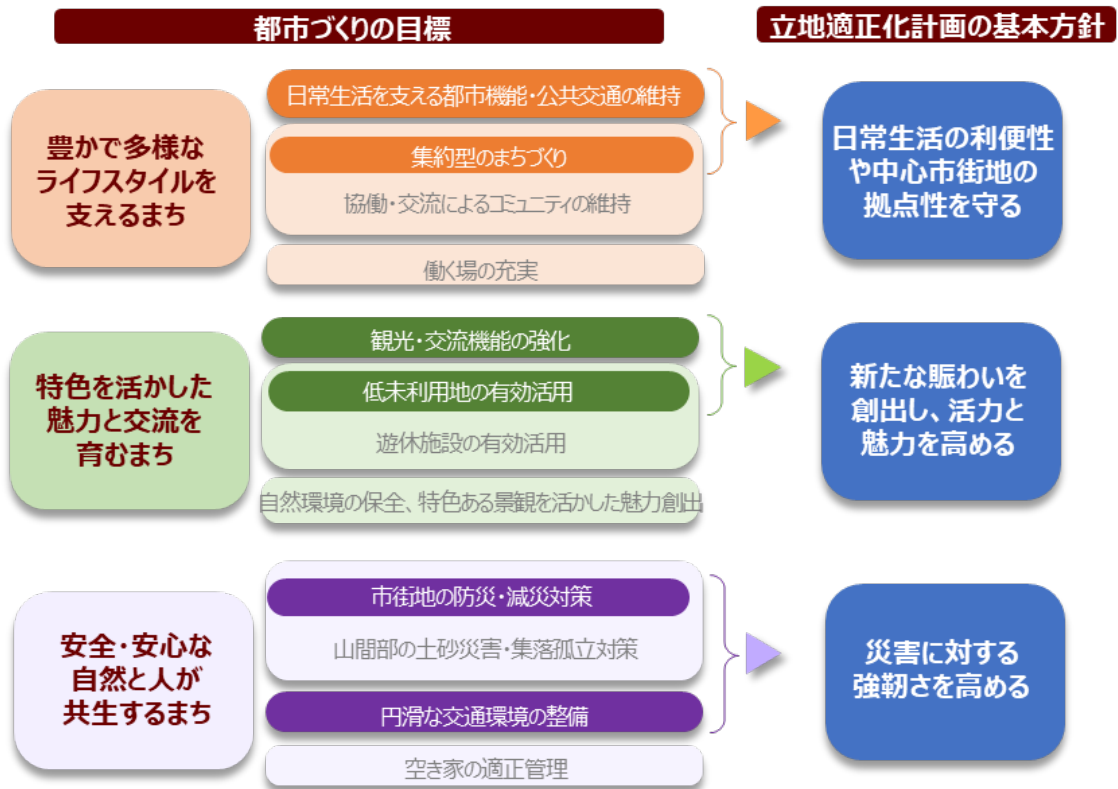 都市づくりの目標
立地適正化計画の基本方針
豊かで多様な
ライフスタイルを
支えるまち
日常生活を支える都市機能・公共交通の維持
集約型のまちづくり
協働・交流によるコミュニティの維持
働く場の充実
日常生活の利便性
や中心市街地の
拠点性を守る
特色を活かした
魅力と交流を
育むまち
観光・交流機能の強化
低未利用地の有効活用
遊休施設の有効活用
自然環境の保全、特色ある景観を活かした魅力創出
新たな賑わいを
創出し、活力と
魅力を高める
安全・安心な
自然と人が
共生するまち
市街地の防災・減災対策
山間部の土砂災害・集落孤立対策
円滑な交通環境の整備
空き家の適正管理
災害に対する
強靭さを高める